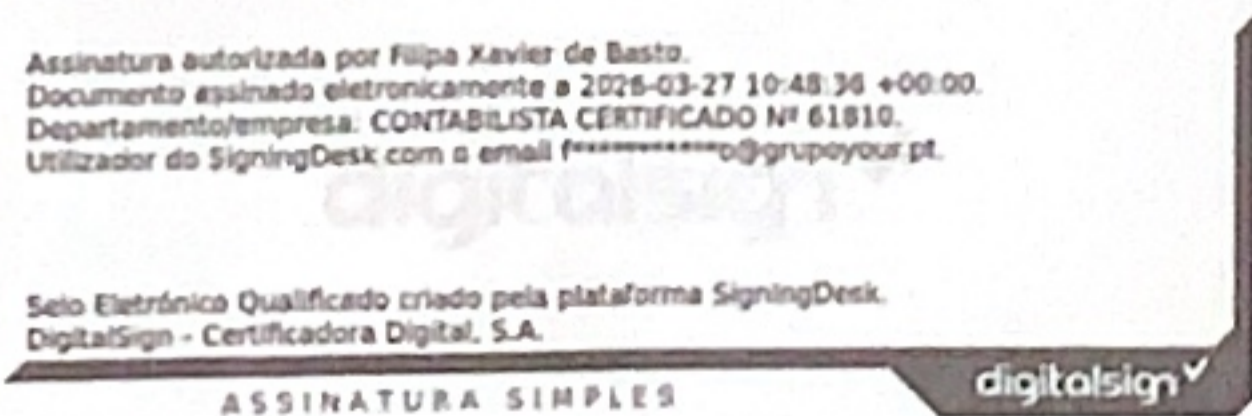 Assinatura autorizada por Filipa Xavier de Basto.
Documento assinado eletronicamente a 2026-03-27 10:48:36 +00:00.
Departamento/empresa: CONTABILISTA CERTIFICADO Nº 61810.
Utilizador do SigningDesk com o email f************o@grupoyour.pt.
digitalsign
Selo Eletrónico Qualificado criado pela plataforma SigningDesk.
DigitalSign - Certificadora Digital, S.A.
digitalsign
ASSINATURA SIMPLES